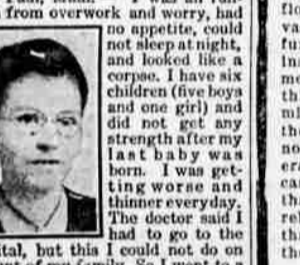 from overwork and worry, had
no appetite, could
not sleep at night,
and looked like a
corpse. I have six
children (five boys
and one girl) and
did not get any
strength after my
last baby was
born. I was get-
ting worse and
thinner everyday.
The doctor said I
had to go to the
ital, but this I could not do on